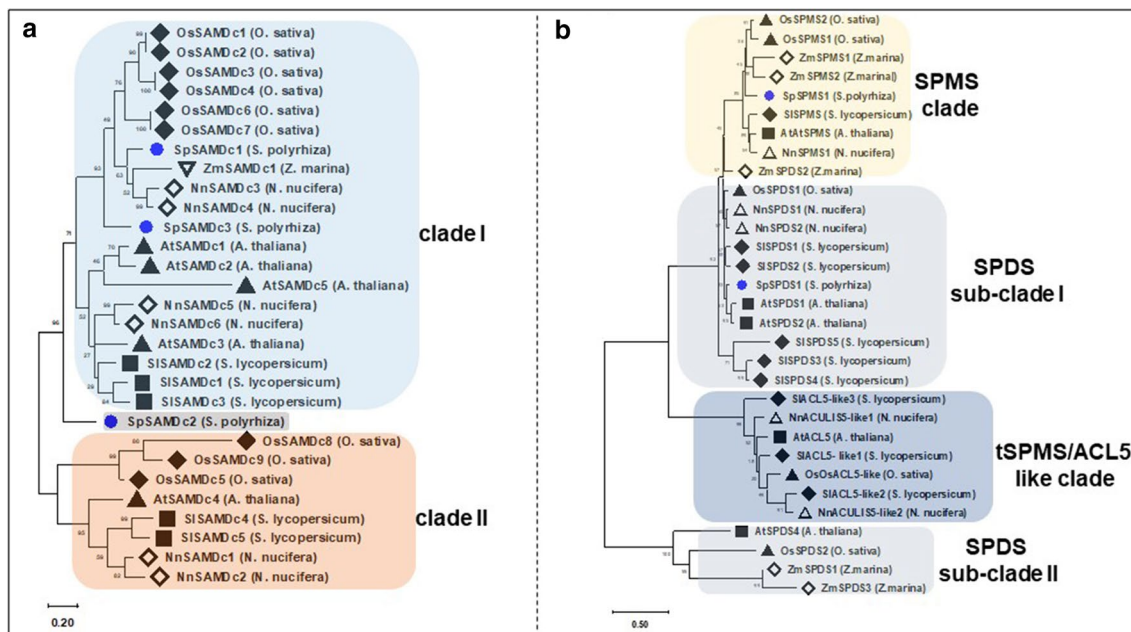 a
OsSAMDc1 (O. sativa)
OsSAMDc2 (O. sativa)
OsSAMDc3 (O. sativa)
OsSAMDc4 (O. sativa)
OsSAMDc6 (O. sativa)
OsSAMDc7 (O. sativa)
SpSAMDc1 (S. polyrhiza)
ZmSAMDc1 (Z. marina)
NnSAMDc3 (N. nucifera)
NnSAMDc4 (N. nucifera)
SpSAMDc3 (S. polyrhiza)
AtSAMDc1 (A. thaliana)
AtSAMDc2 (A. thaliana)
AtSAMDc5 (A. thaliana)
NnSAMDc5 (N. nucifera)
NnSAMDc6 (N. nucifera)
AtSAMDc3 (A. thaliana)
SlSAMDc2 (S. lycopersicum)
SlSAMDc1 (S. lycopersicum)
SlSAMDc3 (S. lycopersicum)
clade I
SpSAMDc2 (S. polyrhiza)
OsSAMDc8 (O. sativa)
OsSAMDc9 (O. sativa)
OsSAMDc5 (O. sativa)
AtSAMDc4 (A. thaliana)
SlSAMDc4 (S. lycopersicum)
SlSAMDc5 (S. lycopersicum)
NnSAMDc1 (N. nucifera)
NnSAMDc2 (N. nucifera)
clade II
0.20
b
OsSPMS2 (O. sativa)
OsSPMS1 (O. sativa)
ZmSPMS1 (Z.marina)
ZmSPMS2 (Z.marina)
SpSPMS1 (S.polyrhiza)
SlSPMS (S. lycopersicum)
AtAtSPMS (A. thaliana)
NnSPMS1 (N. nucifera)
ZmSPDS2 (Z.marina)
SPMS
clade
OsSPDS1 (O. sativa)
NnSPDS1 (N. nucifera)
NnSPDS2 (N. nucifera)
SlSPDS1 (S. lycopersicum)
SlSPDS2 (S. lycopersicum)
SpSPDS1 (S. polyrhiza)
AtSPDS1 (A. thaliana)
AtSPDS2 (A. thaliana)
SlSPDS5 (S. lycopersicum)
SlSPDS3 (S. lycopersicum)
SlSPDS4 (S. lycopersicum)
SPDS
sub-clade I
SlACL5-like3 (S. lycopersicum)
NnACULIS5-like1 (N. nucifera)
AtACL5 (A. thaliana)
SlACL5- like1 (S. lycopersicum)
OsOsACL5-like (O. sativa)
SlACL5-like2 (S. lycopersicum)
NnACULIS5-like2 (N. nucifera)
tSPMS/ACL5
like clade
AtSPDS4 (A. thaliana)
OsSPDS2 (O. sativa)
ZmSPDS1 (Z.marina)
ZmSPDS3 (Z.marina)
SPDS
sub-clade II
0.50